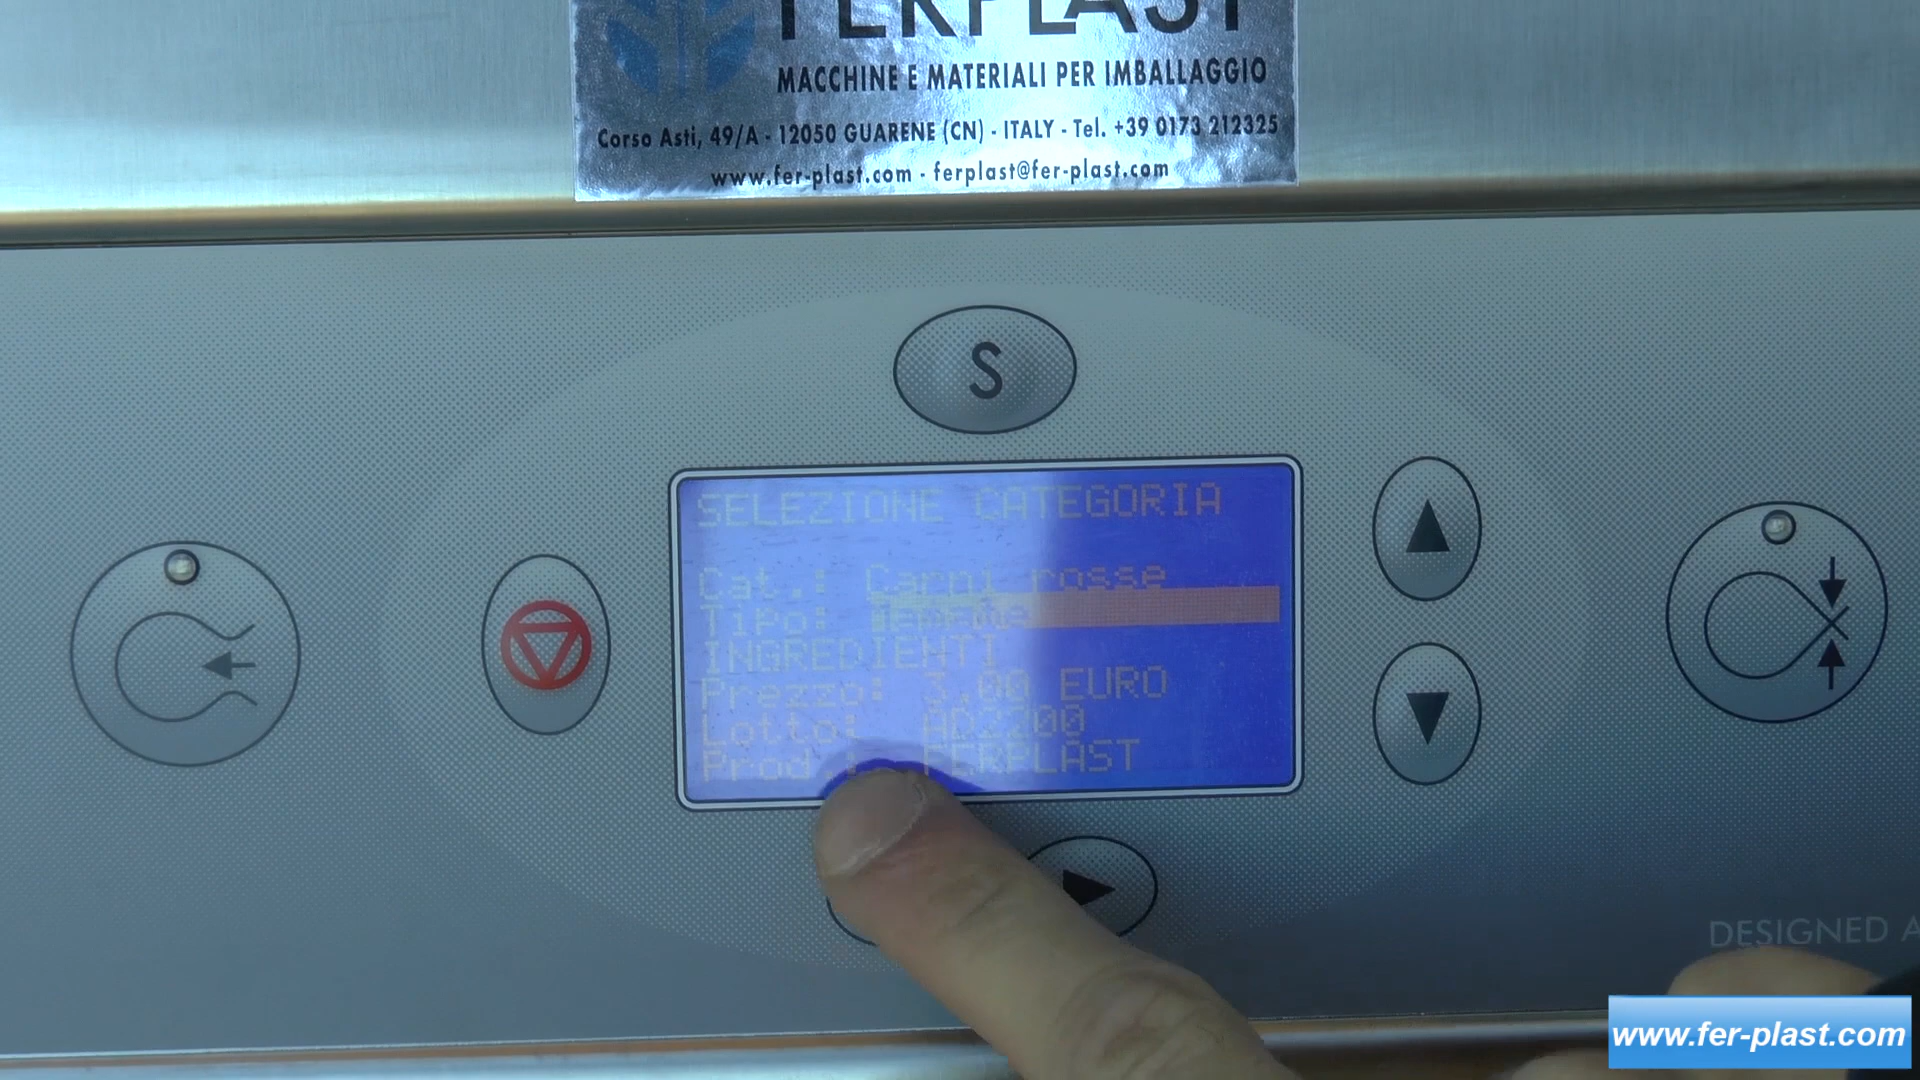 FERPLAST
MACCHINE E MATERIALI PER IMBALLAGGIO
Corso Asti, 49/A - 12050 GUARENE (CN) - ITALY - Tel. +39 0173 212325
www.fer-plast.com - ferplast@fer-plast.com
S
SELEZIONE CATEGORIA
Cat.: Carni rosse
Tipo:
INGREDIENTI
Prezzo: 3,00 EURO
Lotto: AD2200
Prod.: FERPLAST
DESIGNED A
www.fer-plast.com